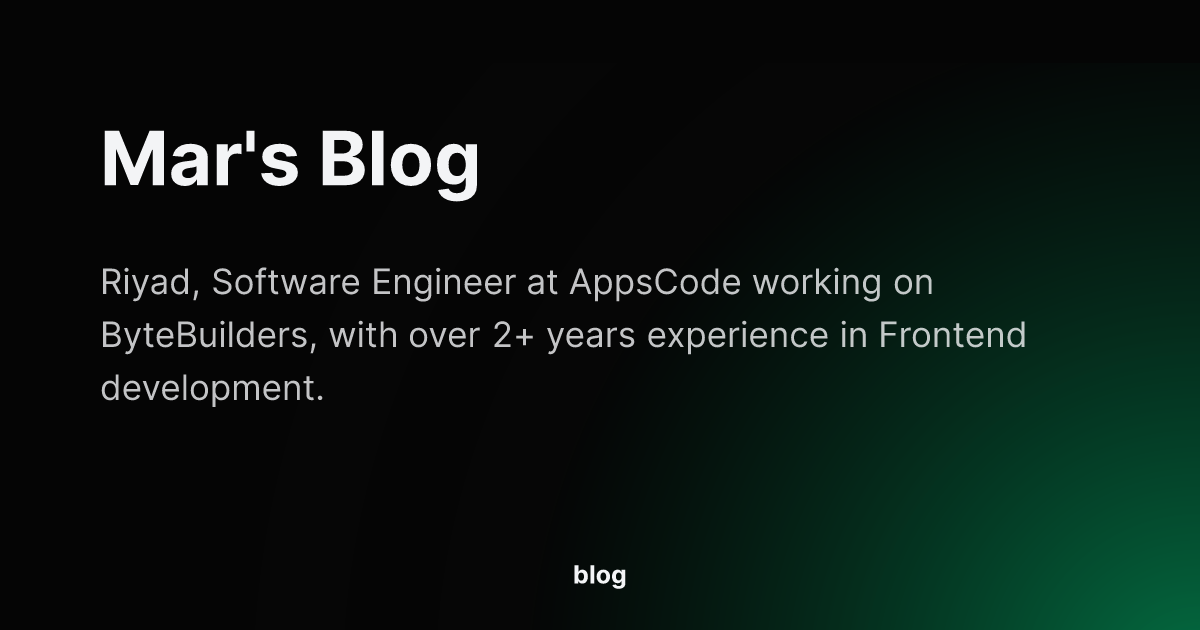 Mar's Blog
Riyad, Software Engineer at AppsCode working on
ByteBuilders, with over 2+ years experience in Frontend
development.
blog